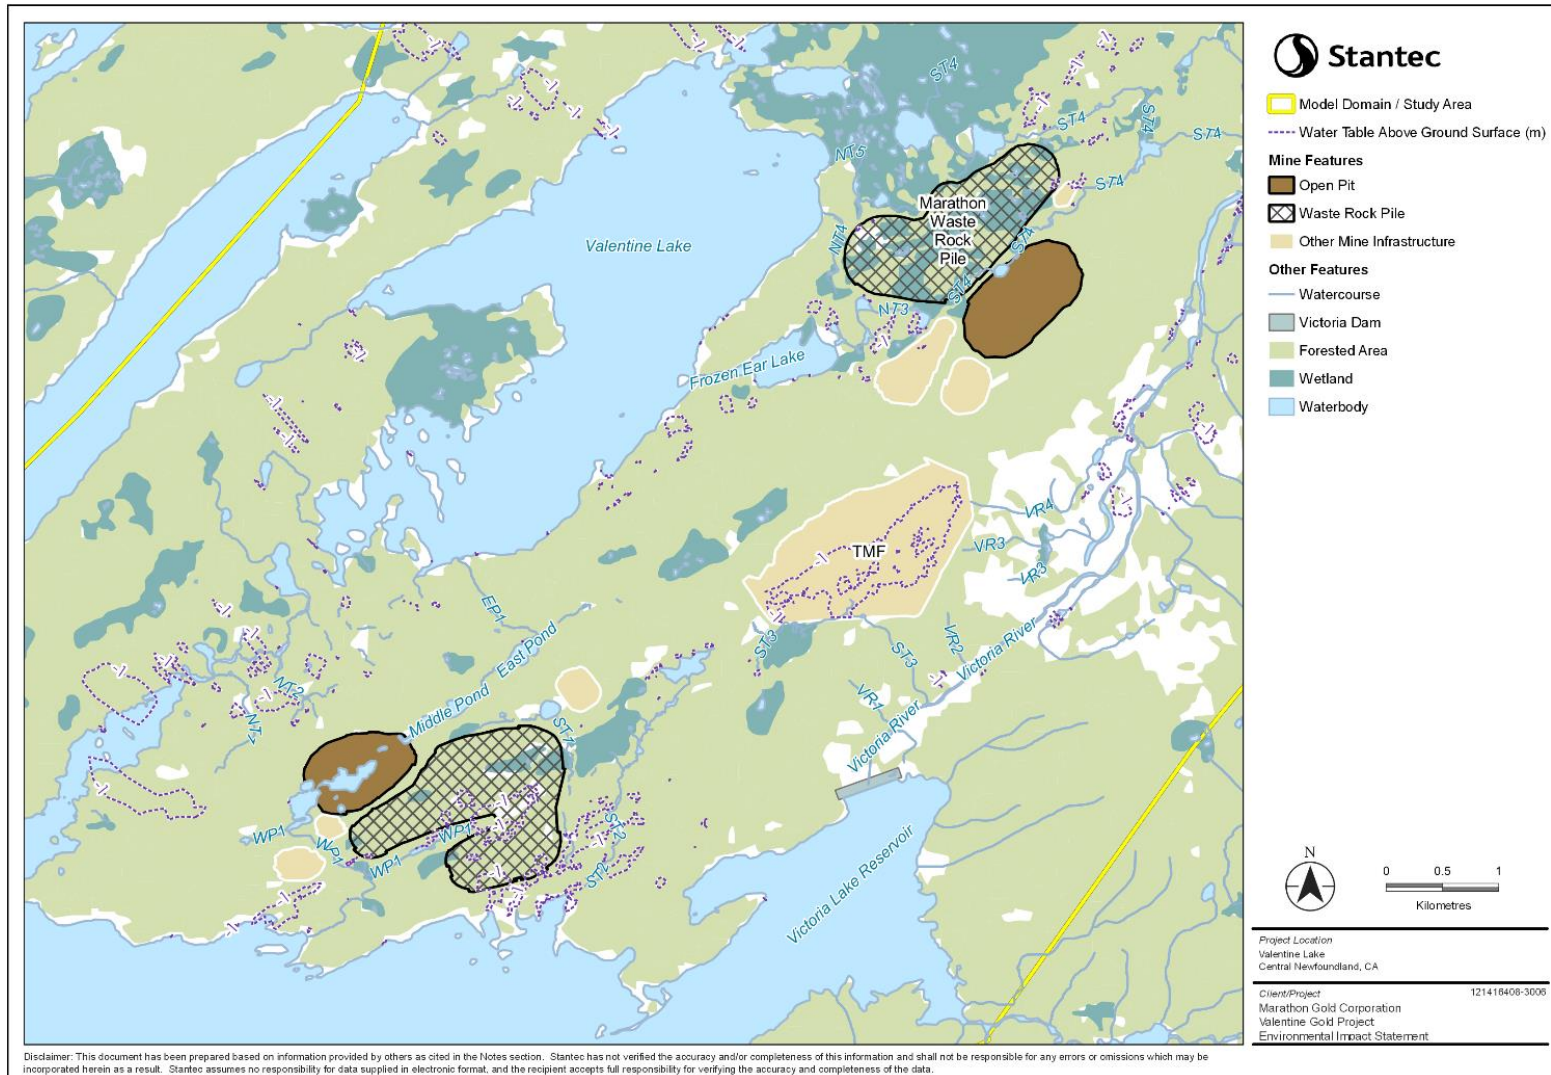 Stantec
Model Domain / Study Area
Water Table Above Ground Surface (m)
Mine Features
Open Pit
Waste Rock Pile
Other Mine Infrastructure
Other Features
Watercourse
Victoria Dam
Forested Area
Wetland
Waterbody
ST4
ST4
ST4
ST4
NT5
ST4
Marathon
Waste
Rock
Pile
NT4
ST4
Valentine Lake
ST4
NT3
-1
Frozen Ear Lake
-1
-1
VR4
TMF
-1
VR3
VR3
EP1
ST3
ST3
VR2
Victoria River
East Pond
NT2
Middle Pond
VR1
Victoria River
ST1
WP1
WP1
WP1
WP1
ST2
ST2
Victoria Lake Reservoir
N
0 0.5 1
Kilometres
Project Location
Valentine Lake
Central Newfoundland, CA
Client/Project 121416408-3006
Marathon Gold Corporation
Valentine Gold Project
Environmental Impact Statement
Disclaimer: This document has been prepared based on information provided by others as cited in the Notes section. Stantec has not verified the accuracy and/or completeness of this information and shall not be responsible for any errors or omissions which may be
incorporated herein as a result. Stantec assumes no responsibility for data supplied in electronic format, and the recipient accepts full responsibility for verifying the accuracy and completeness of the data.